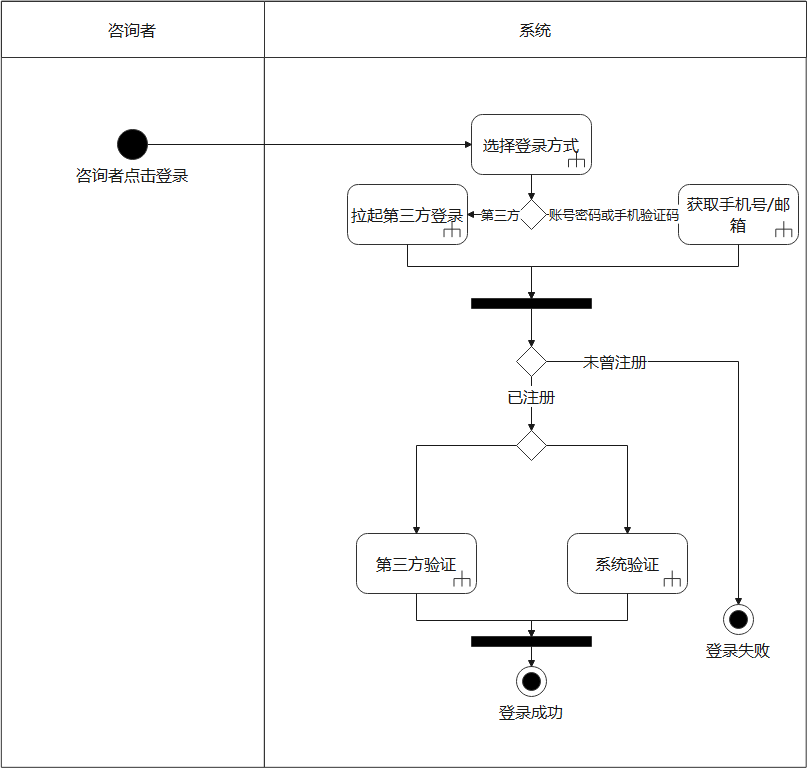 咨询者
系统
咨询者点击登录
选择登录方式
拉起第三方登录
第三方
账号密码或手机验证码
获取手机号/邮
箱
未曾注册
已注册
第三方验证
系统验证
登录失败
登录成功